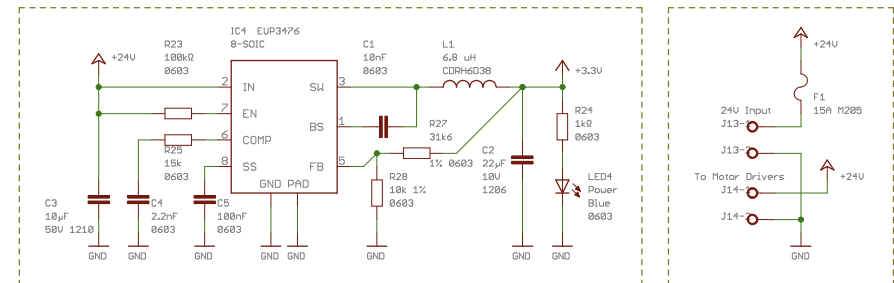 IC4 EUP3476
8-SOIC
R23
100kΩ
0603
C1
10nF
0603
L1
6.8 uH
CDRH6D38
+24V
+3.3V
2 IN
SW 3
7 EN
6 COMP
BS 1
8 SS
FB 5
GND PAD
R25
15k
0603
R27
31k6
1% 0603
R24
1kΩ
0603
C2
22µF
10V
1206
R28
10k 1%
0603
LED4
Power
Blue
0603
C3
10µF
50V 1210
C4
2.2nF
0603
C5
100nF
0603
GND
GND
GND
GND
GND
GND
GND
GND
+24V
F1
15A M205
24V Input
J13-1
J13-2
To Motor Drivers
J14-1
J14-2
+24V
GND